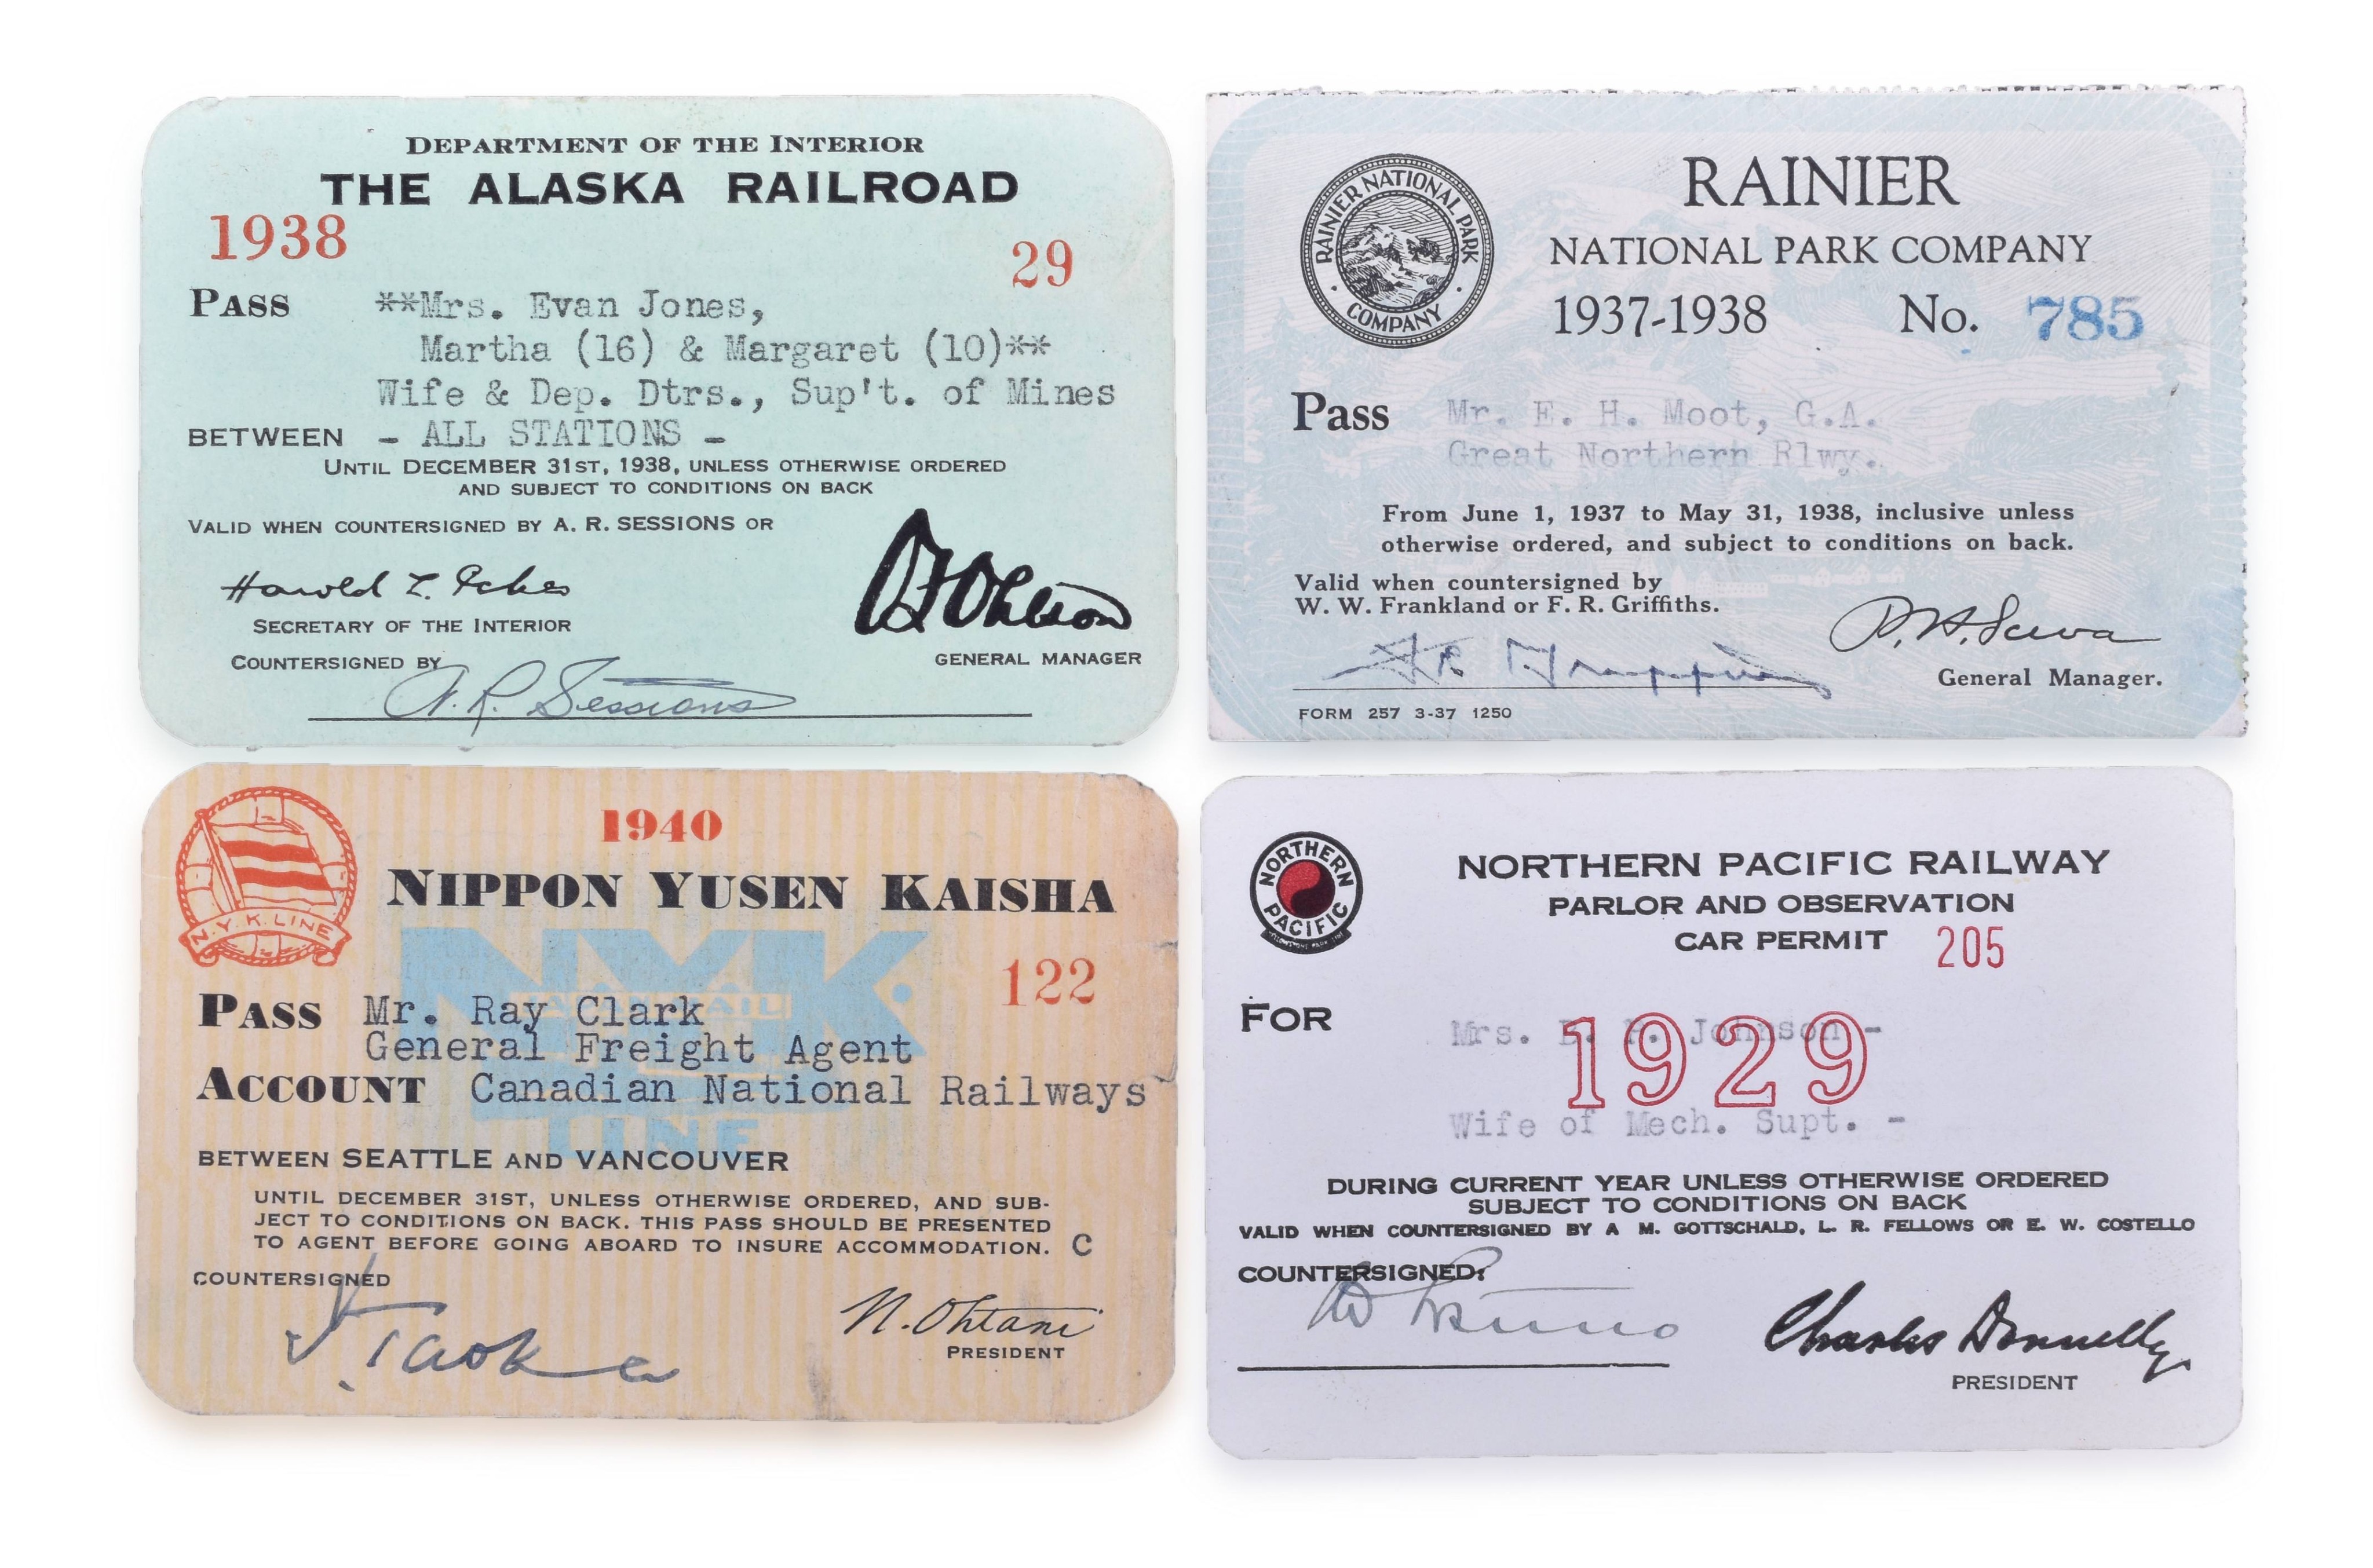 DEPARTMENT OF THE INTERIOR
THE ALASKA RAILROAD
1938
29
PASS **Mrs. Evan Jones,
Martha (16) & Margaret (10)**
Wife & Dep. Dtrs., Sup't. of Mines
BETWEEN - ALL STATIONS -
UNTIL DECEMBER 31ST, 1938, UNLESS OTHERWISE ORDERED
AND SUBJECT TO CONDITIONS ON BACK
VALID WHEN COUNTERSIGNED BY A. R. SESSIONS OR
Harold L. Ickes
SECRETARY OF THE INTERIOR
GENERAL MANAGER
COUNTERSIGNED BY
A. R. Sessions
RAINIER NATIONAL PARK
COMPANY
RAINIER
NATIONAL PARK COMPANY
1937-1938 No. 785
Pass Mr. E. H. Moot, G.A.
Great Northern Rlwy.
From June 1, 1937 to May 31, 1938, inclusive unless
otherwise ordered, and subject to conditions on back.
Valid when countersigned by
W. W. Frankland or F. R. Griffiths.
General Manager.
FORM 257 3-37 1250
N.Y.K.LINE
1940
NIPPON YUSEN KAISHA
NYK
LINE
122
PASS Mr. Ray Clark
General Freight Agent
ACCOUNT Canadian National Railways
BETWEEN SEATTLE AND VANCOUVER
UNTIL DECEMBER 31ST, UNLESS OTHERWISE ORDERED, AND SUB-
JECT TO CONDITIONS ON BACK. THIS PASS SHOULD BE PRESENTED
TO AGENT BEFORE GOING ABOARD TO INSURE ACCOMMODATION. C
COUNTERSIGNED
N. Ohtani
PRESIDENT
NORTHERN
PACIFIC
NORTHERN PACIFIC RAILWAY
PARLOR AND OBSERVATION
CAR PERMIT 205
FOR
Mrs. P. Johnson -
1929
Wife of Mech. Supt. -
DURING CURRENT YEAR UNLESS OTHERWISE ORDERED
SUBJECT TO CONDITIONS ON BACK
VALID WHEN COUNTERSIGNED BY A M. GOTTSCHALD, L. R. FELLOWS OR E. W. COSTELLO
COUNTERSIGNED:
Charles Donnelly
PRESIDENT